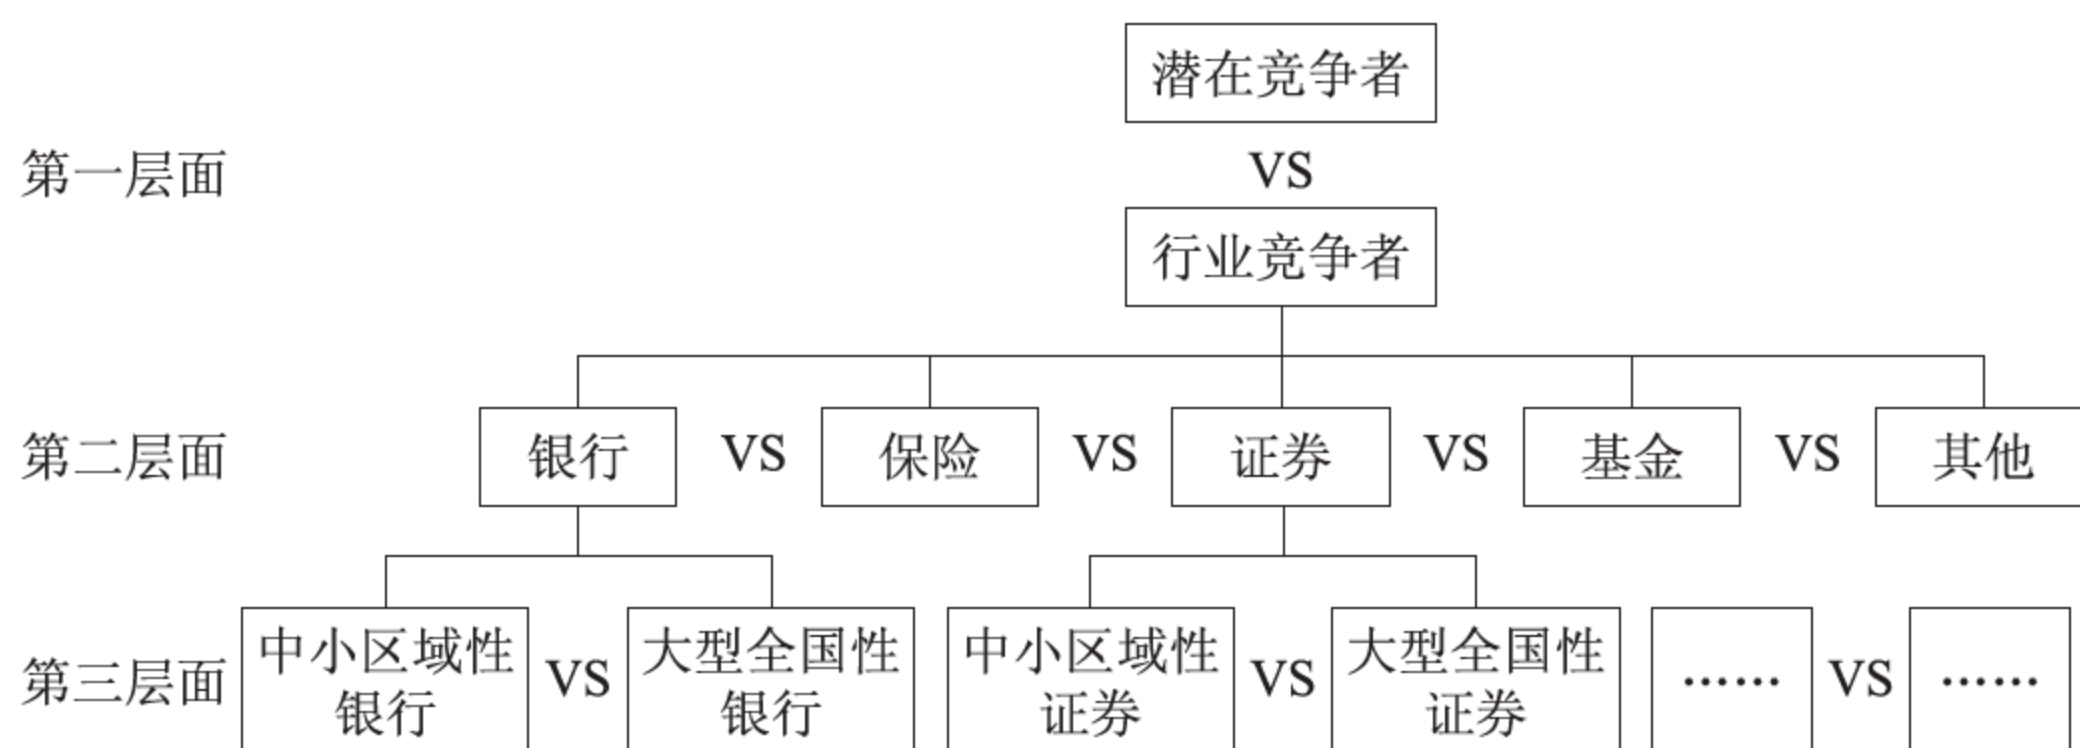 潜在竞争者
第一层面
VS
行业竞争者
第二层面 银行 VS 保险 VS 证券 VS 基金 VS 其他
第三层面 中小区域性 银行 VS 大型全国性 银行 中小区域性 证券 VS 大型全国性 证券 …… VS ……